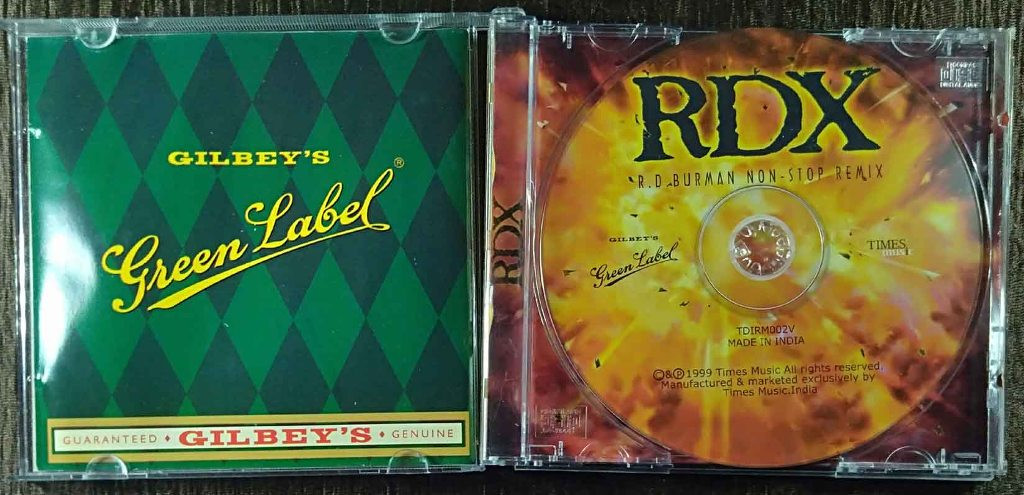 GILBEY'S
Green Label®
GUARANTEED ♦ GILBEY'S ♦ GENUINE
RDX
RDX
R.D.BURMAN NON-STOP REMIX
GILBEY'S
Green Label
TIMES
MUSIC
TDIRM002V
MADE IN INDIA
©&℗1999 Times Music All rights reserved.
Manufactured & marketed exclusively by
Times Music.India